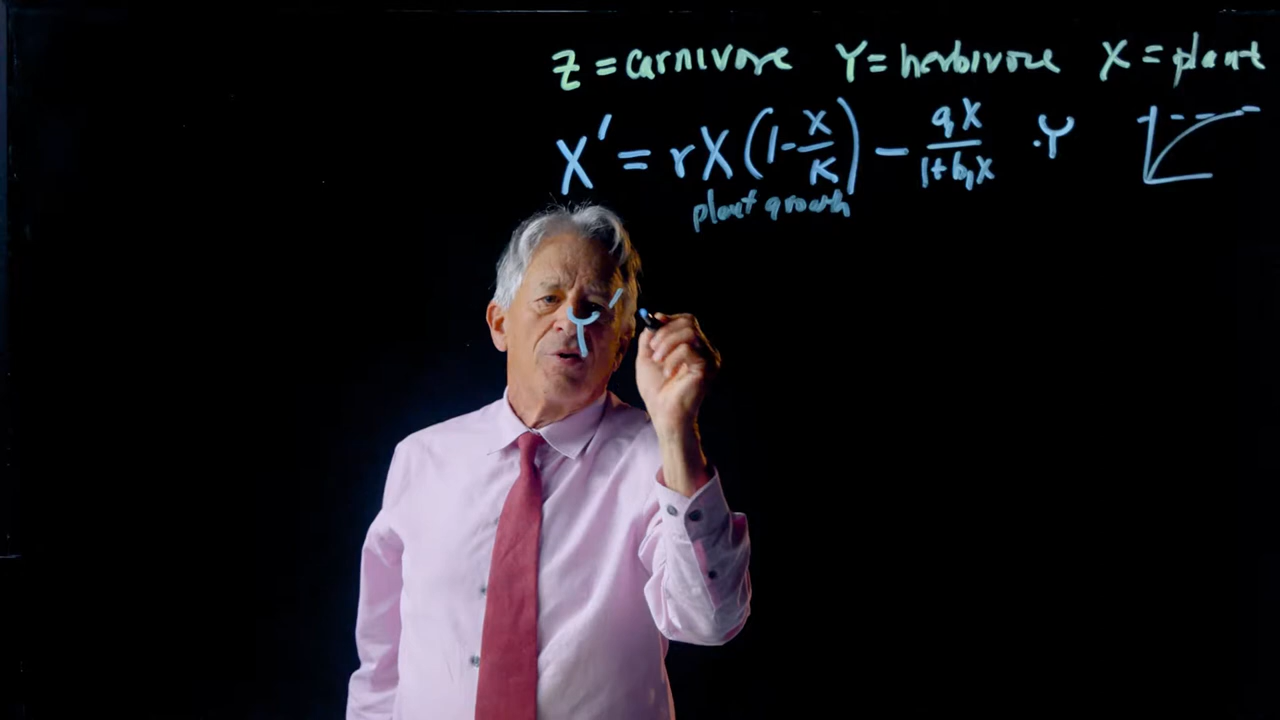 Z = carnivore Y = herbivore X = plant
X' = rX(1 - X/K) - a₁X/(1 + b₁X) · Y
plant growth
Y'